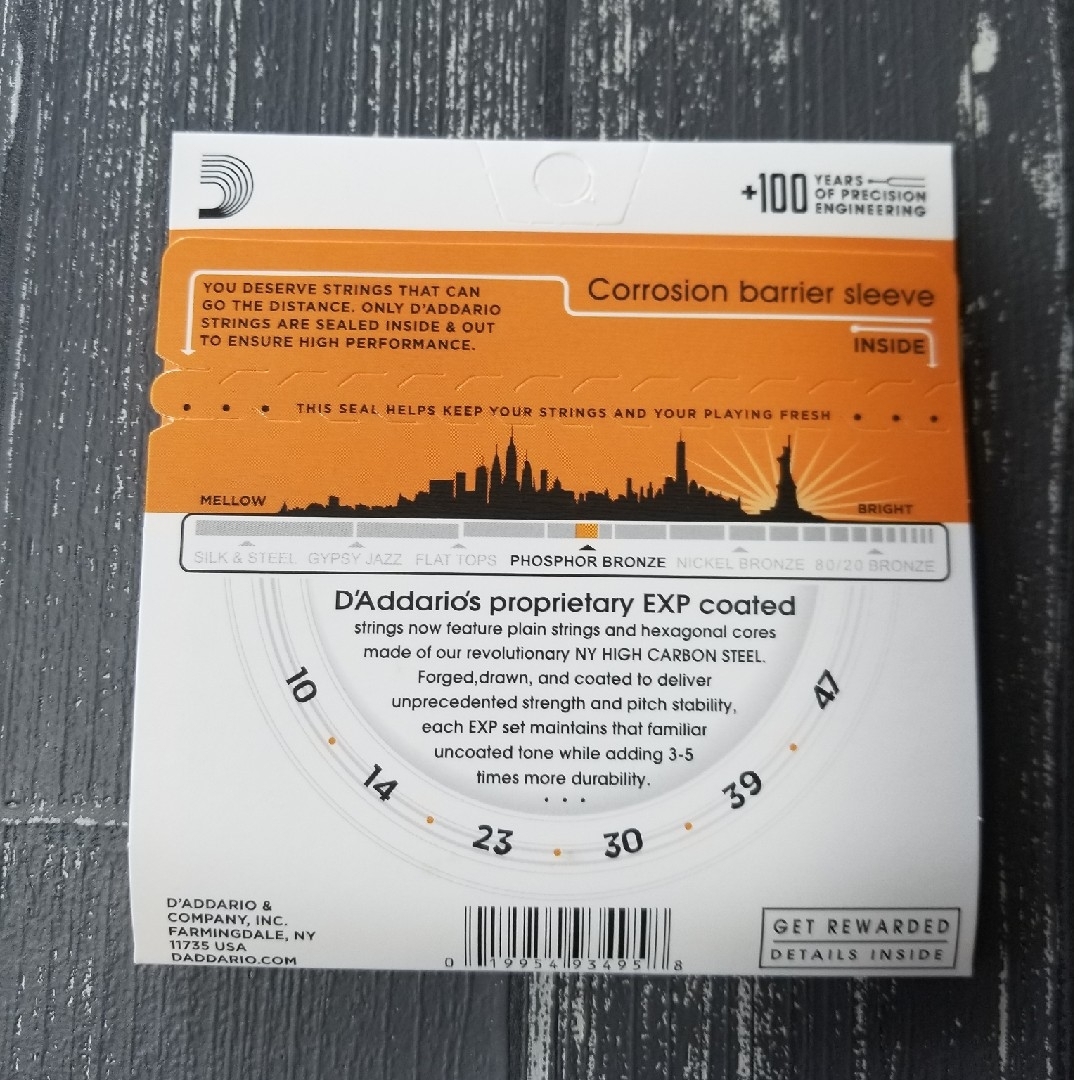 +100 YEARS
OF PRECISION
ENGINEERING
YOU DESERVE STRINGS THAT CAN
GO THE DISTANCE. ONLY D'ADDARIO
STRINGS ARE SEALED INSIDE & OUT
TO ENSURE HIGH PERFORMANCE.
Corrosion barrier sleeve
INSIDE
• • • THIS SEAL HELPS KEEP YOUR STRINGS AND YOUR PLAYING FRESH • • •
MELLOW
BRIGHT
SILK & STEEL GYPSY JAZZ FLAT TOPS PHOSPHOR BRONZE NICKEL BRONZE 80/20 BRONZE
D'Addario's proprietary EXP coated
strings now feature plain strings and hexagonal cores
made of our revolutionary NY HIGH CARBON STEEL.
Forged,drawn, and coated to deliver
unprecedented strength and pitch stability,
each EXP set maintains that familiar
uncoated tone while adding 3-5
times more durability.
• • •
10 • 14 • 23 • 30 • 39 • 47
D'ADDARIO &
COMPANY, INC.
FARMINGDALE, NY
11735 USA
DADDARIO.COM
0 19954 93495 8
GET REWARDED
DETAILS INSIDE